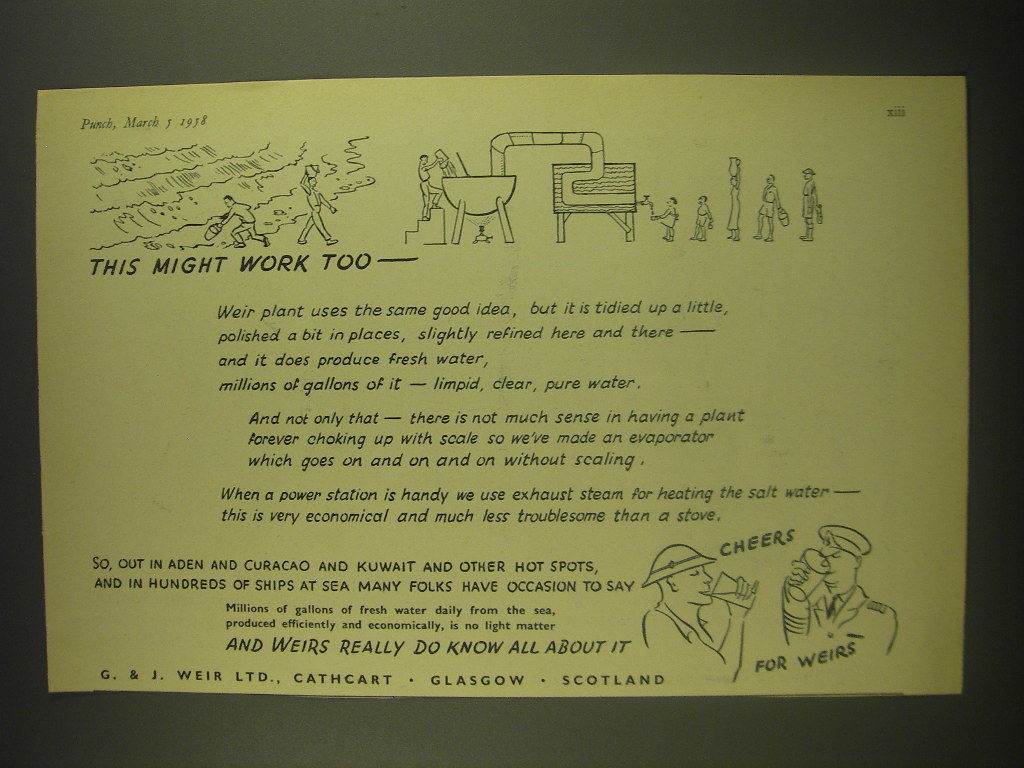 Punch, March 5 1958
xiii
THIS MIGHT WORK TOO —
Weir plant uses the same good idea, but it is tidied up a little,
polished a bit in places, slightly refined here and there —
and it does produce fresh water,
millions of gallons of it — limpid, clear, pure water.
And not only that — there is not much sense in having a plant
forever choking up with scale so we've made an evaporator
which goes on and on and on without scaling.
When a power station is handy we use exhaust steam for heating the salt water —
this is very economical and much less troublesome than a stove.
SO, OUT IN ADEN AND CURACAO AND KUWAIT AND OTHER HOT SPOTS,
AND IN HUNDREDS OF SHIPS AT SEA MANY FOLKS HAVE OCCASION TO SAY
CHEERS
FOR WEIRS
Millions of gallons of fresh water daily from the sea,
produced efficiently and economically, is no light matter
AND WEIRS REALLY DO KNOW ALL ABOUT IT
G. & J. WEIR LTD., CATHCART · GLASGOW · SCOTLAND